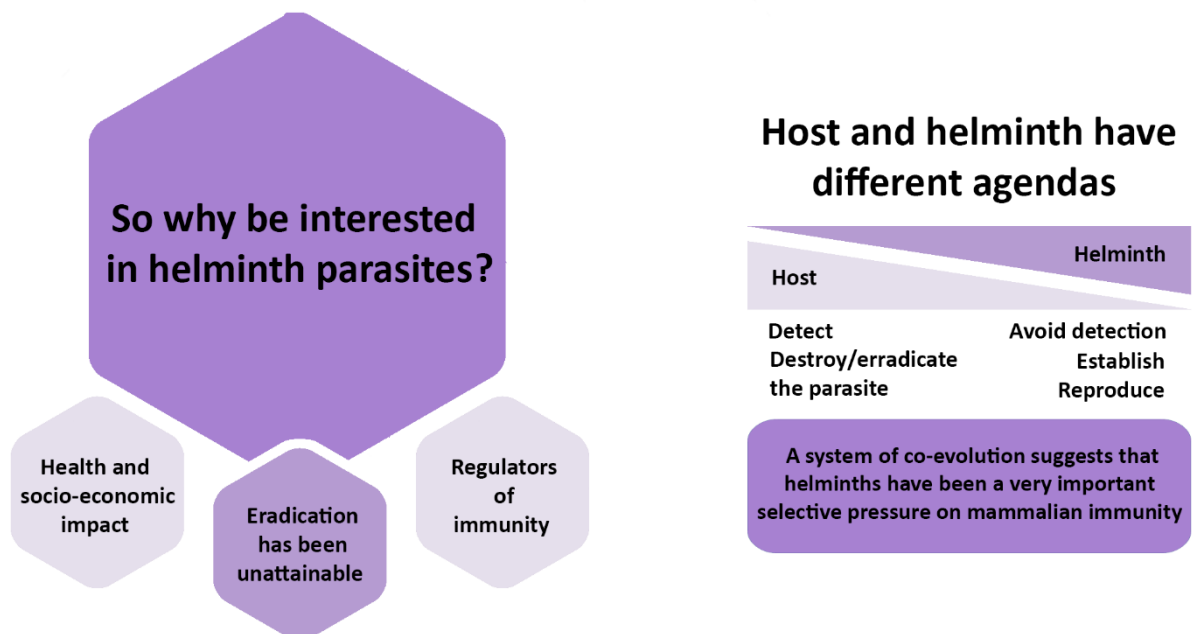 So why be interested
in helminth parasites?
Health and
socio-economic
impact
Eradication
has been
unattainable
Regulators
of
immunity
Host and helminth have
different agendas
Helminth
Host
Detect
Destroy/erradicate
the parasite
Avoid detection
Establish
Reproduce
A system of co-evolution suggests that
helminths have been a very important
selective pressure on mammalian immunity